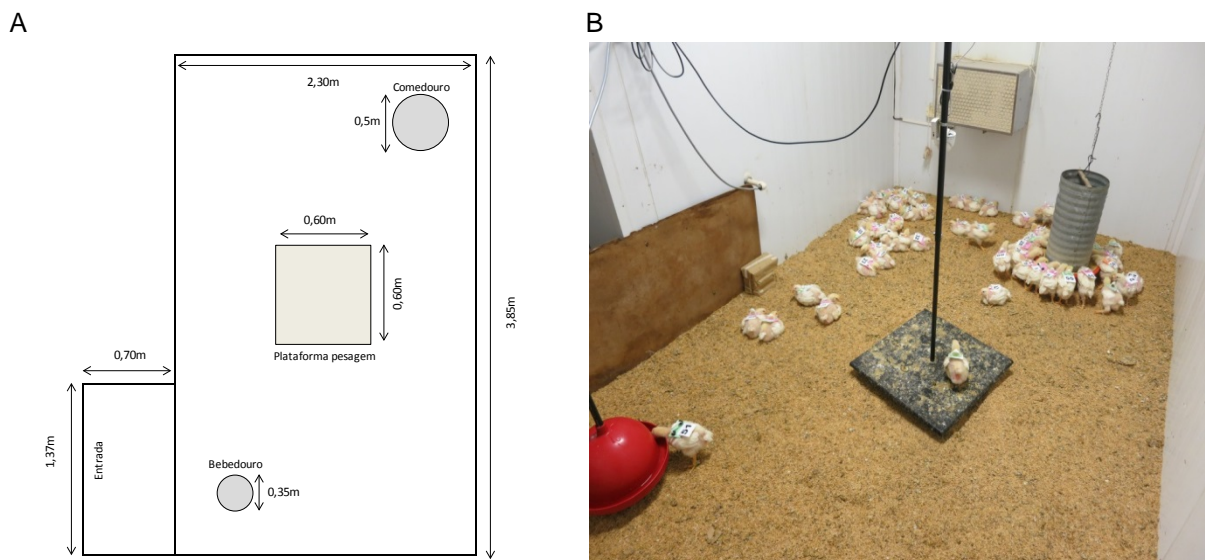 A
B
2,30m
Comedouro
0,5m
0,60m
0,60m
3,85m
Plataforma pesagem
0,70m
1,37m
Entrada
Bebedouro
0,35m